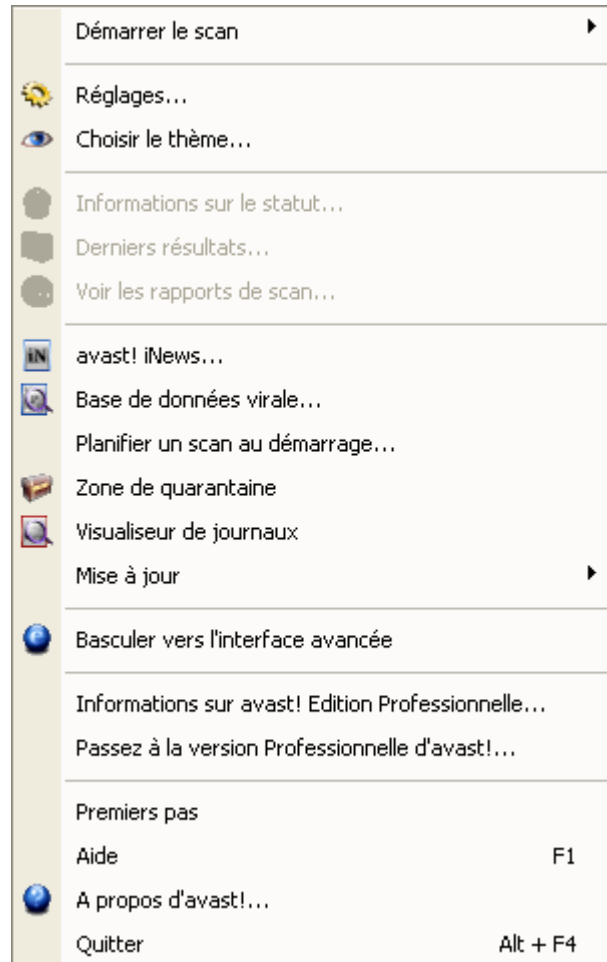 Démarrer le scan
Réglages...
Choisir le thème...
Informations sur le statut...
Derniers résultats...
Voir les rapports de scan...
iN avast! iNews...
Base de données virale...
Planifier un scan au démarrage...
Zone de quarantaine
Visualiseur de journaux
Mise à jour
Basculer vers l'interface avancée
Informations sur avast! Edition Professionnelle...
Passez à la version Professionnelle d'avast!...
Premiers pas
Aide F1
A propos d'avast!...
Quitter Alt + F4